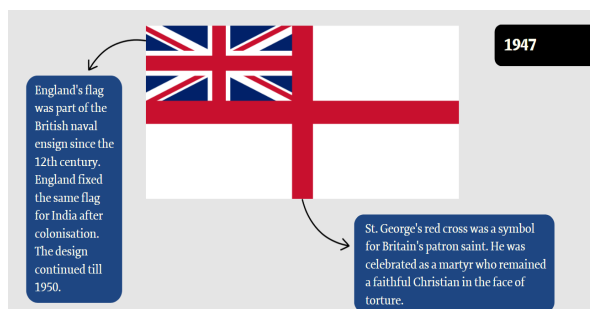 1947
England's flag
was part of the
British naval
ensign since the
12th century.
England fixed
the same flag
for India after
colonisation.
The design
continued till
1950.
St. George's red cross was a symbol
for Britain's patron saint. He was
celebrated as a martyr who remained
a faithful Christian in the face of
torture.